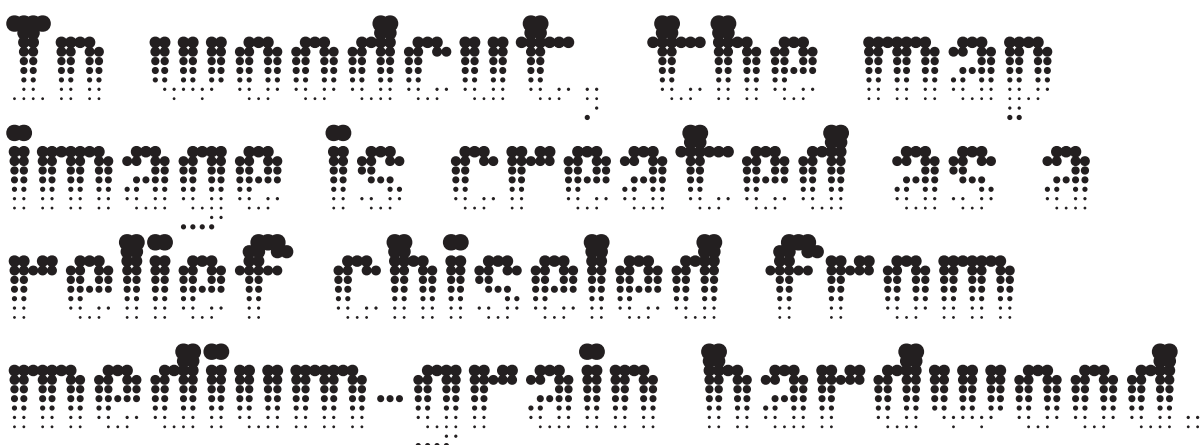 In woodcut, the map
image is created as a
relief chiseled from
medium-grain hardwood.